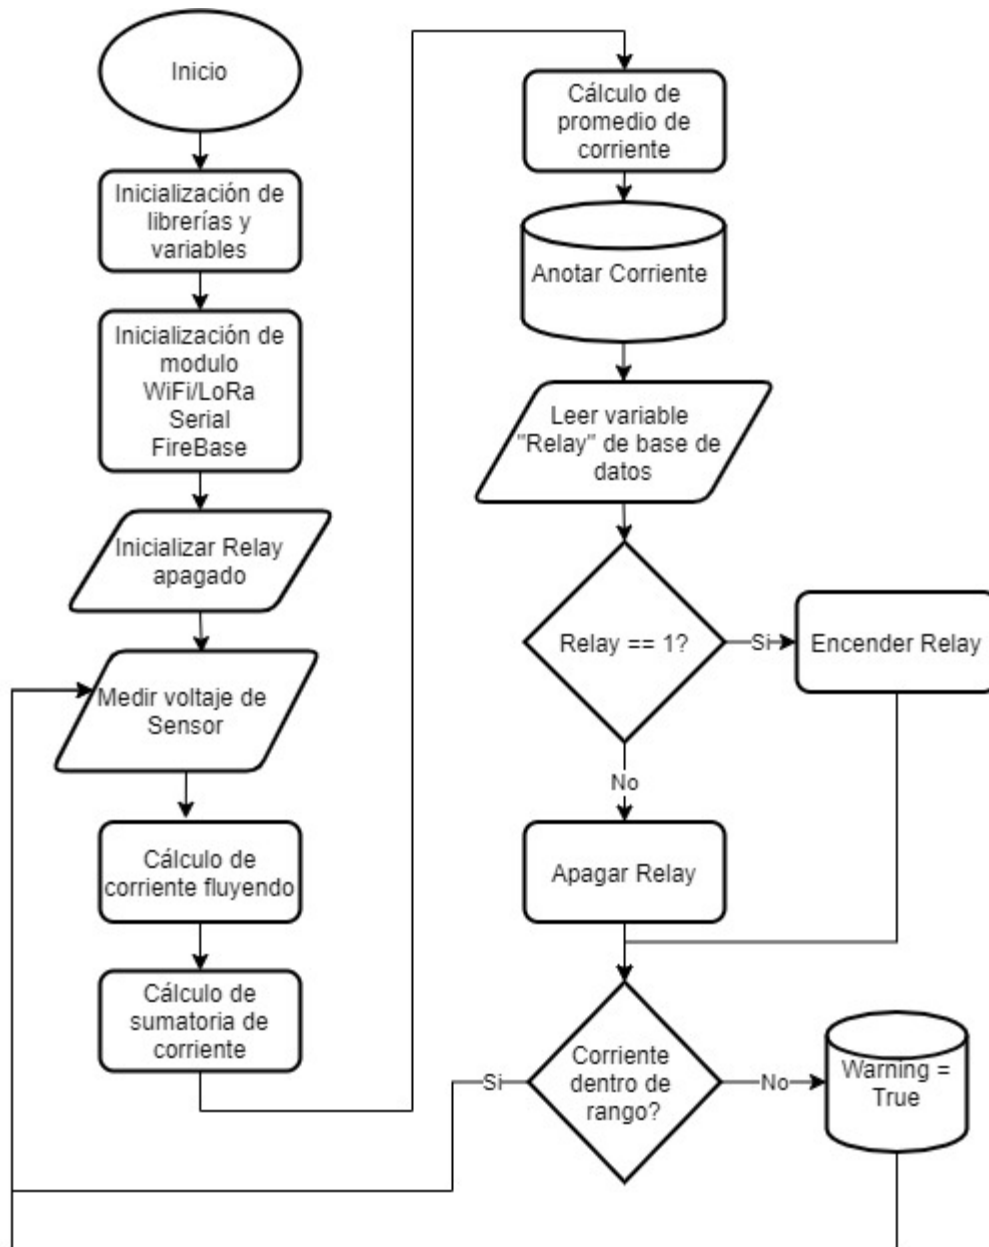 Inicio
Inicialización de
librerías y
variables
Inicialización de
modulo
WiFi/LoRa
Serial
FireBase
Inicializar Relay
apagado
Medir voltaje de
Sensor
Cálculo de
corriente fluyendo
Cálculo de
sumatoria de
corriente
Cálculo de
promedio de
corriente
Anotar Corriente
Leer variable
"Relay" de base de
datos
Relay == 1?
Si
Encender Relay
No
Apagar Relay
Corriente
dentro de
rango?
Si
No
Warning =
True